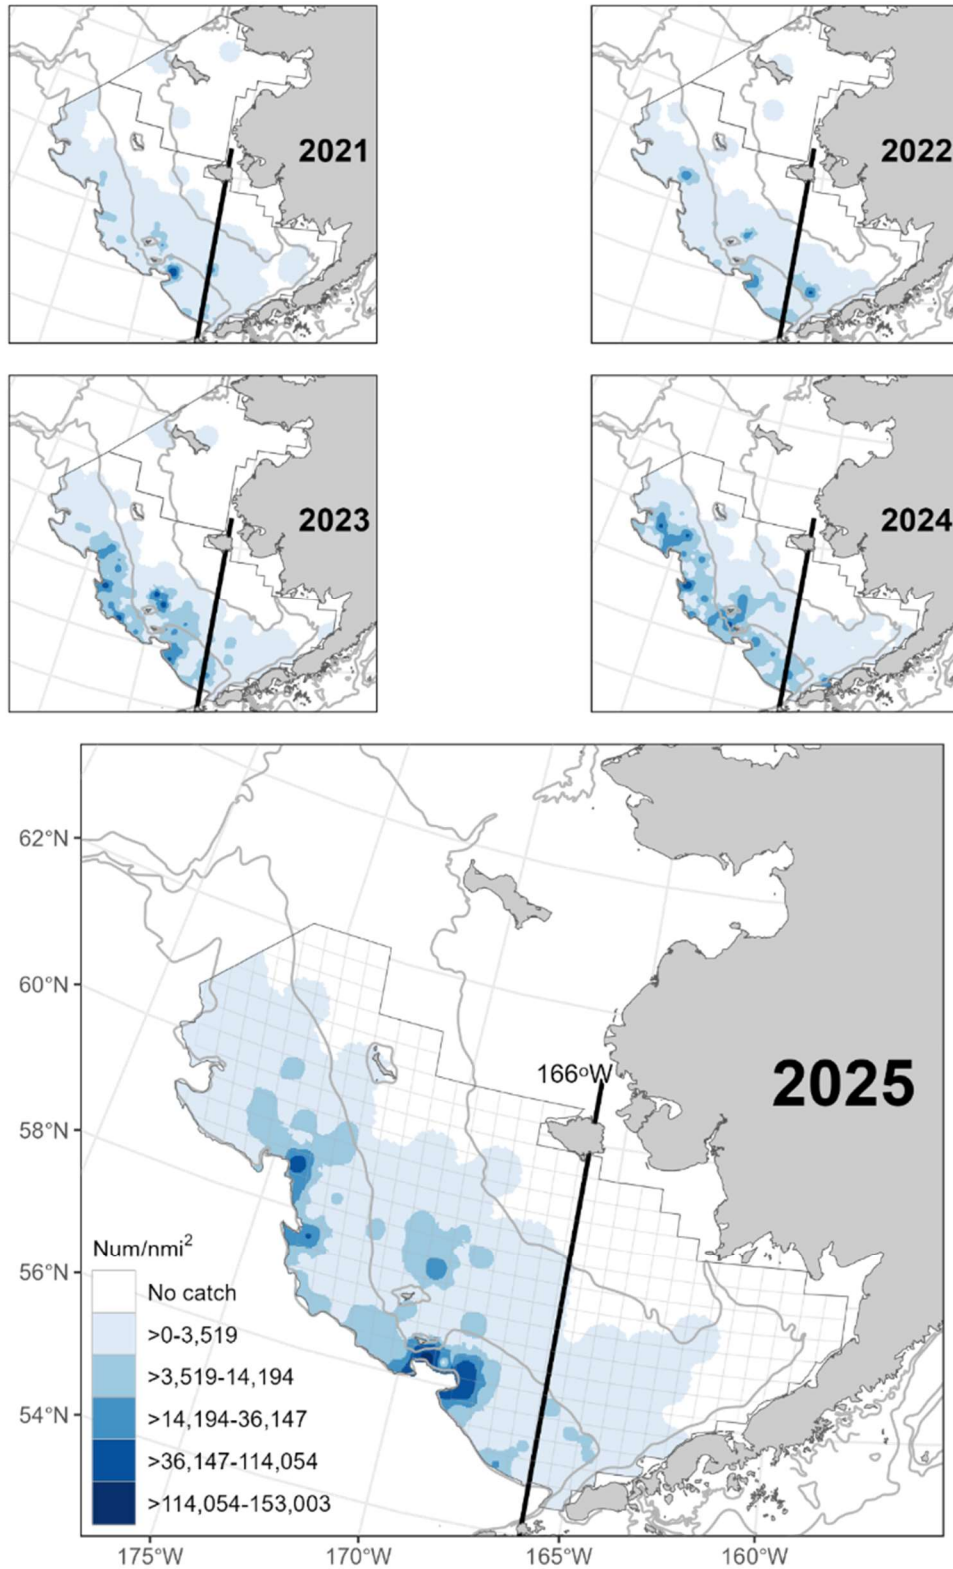 2021
2022
2023
2024
2025
166°W
62°N
60°N
58°N
56°N
54°N
Num/nmi²
No catch
>0-3,519
>3,519-14,194
>14,194-36,147
>36,147-114,054
>114,054-153,003
175°W
170°W
165°W
160°W